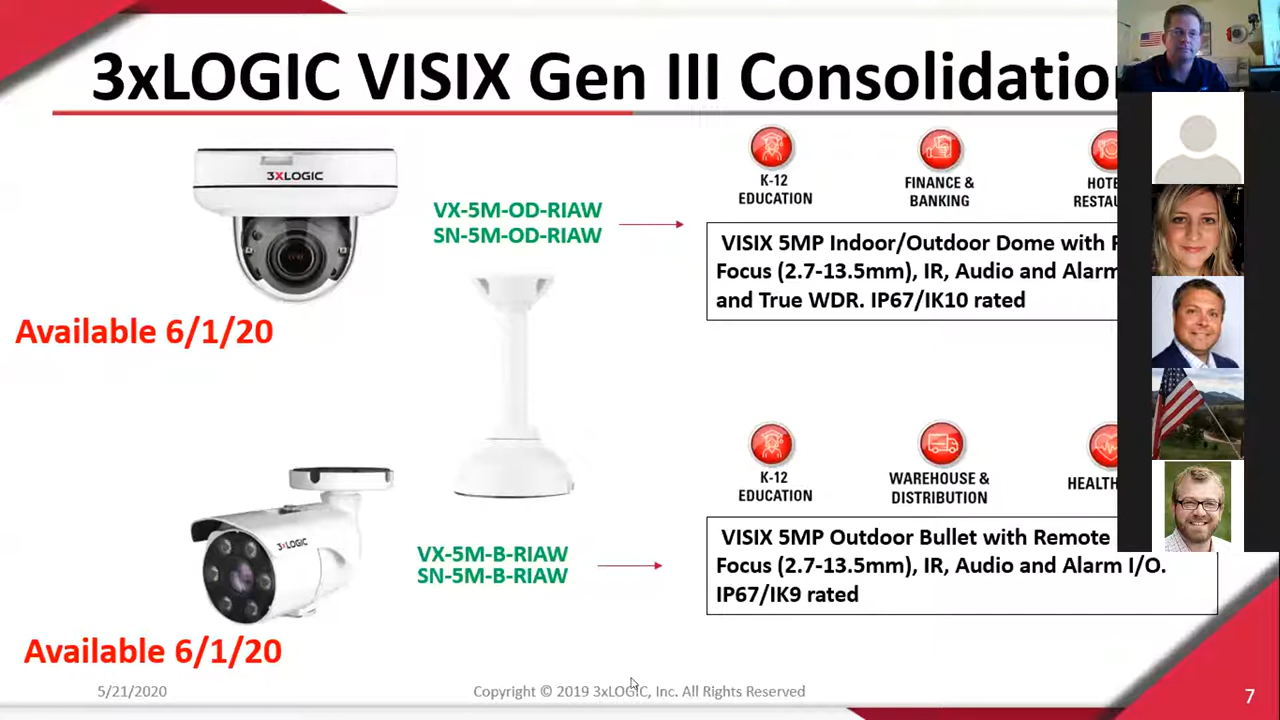 3xLOGIC VISIX Gen III Consolidation
3XLOGIC
VX-5M-OD-RIAW
SN-5M-OD-RIAW
K-12
EDUCATION
FINANCE &
BANKING
HOTE
RESTAU
VISIX 5MP Indoor/Outdoor Dome with
Focus (2.7-13.5mm), IR, Audio and Alarm
and True WDR. IP67/IK10 rated
Available 6/1/20
3XLOGIC
VX-5M-B-RIAW
SN-5M-B-RIAW
K-12
EDUCATION
WAREHOUSE &
DISTRIBUTION
HEALTH
VISIX 5MP Outdoor Bullet with Remote
Focus (2.7-13.5mm), IR, Audio and Alarm I/O.
IP67/IK9 rated
Available 6/1/20
5/21/2020
Copyright © 2019 3xLOGIC, Inc. All Rights Reserved
7